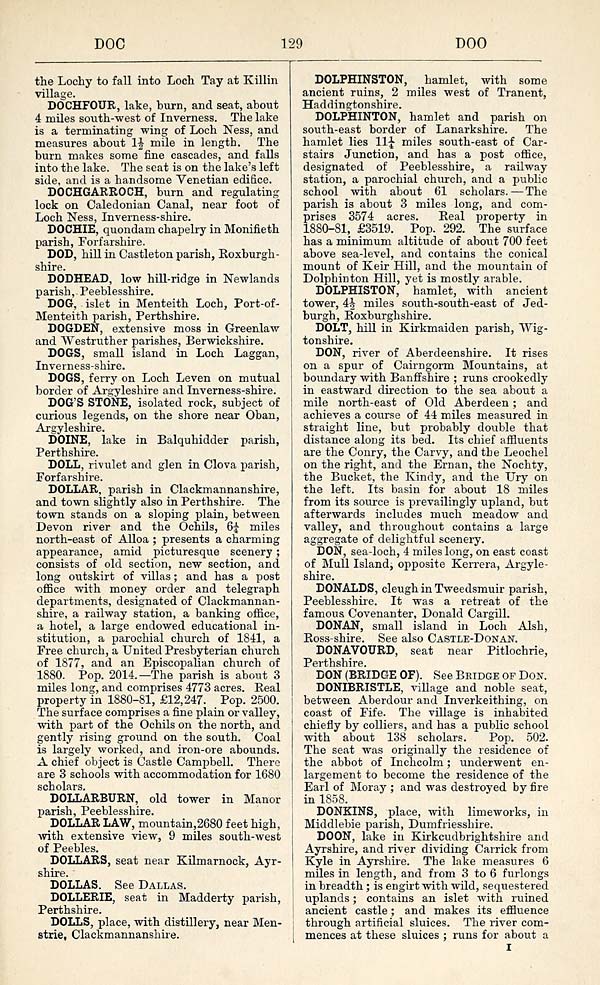 DOC 129 DOO
the Lochy to fall into Loch Tay at Killin
village.
DOCHFOUR, lake, burn, and seat, about
4 miles south-west of Inverness. The lake
is a terminating wing of Loch Ness, and
measures about 1½ mile in length. The
burn makes some fine cascades, and falls
into the lake. The seat is on the lake's left
side, and is a handsome Venetian edifice.
DOCHGARROCH, burn and regulating
lock on Caledonian Canal, near foot of
Loch Ness, Inverness-shire.
DOCHIE, quondam chapelry in Monifieth
parish, Forfarshire.
DOD, hill in Castleton parish, Roxburgh-
shire.
DODHEAD, low hill-ridge in Newlands
parish, Peeblesshire.
DOG, islet in Menteith Loch, Port-of-
Menteith parish, Perthshire.
DOGDEN, extensive moss in Greenlaw
and Westruther parishes, Berwickshire.
DOGS, small island in Loch Laggan,
Inverness-shire.
DOGS, ferry on Loch Leven on mutual
border of Argyleshire and Inverness-shire.
DOG'S STONE, isolated rock, subject of
curious legends, on the shore near Oban,
Argyleshire.
DOINE, lake in Balquhidder parish,
Perthshire.
DOLL, rivulet and glen in Clova parish,
Forfarshire.
DOLLAR, parish in Clackmannanshire,
and town slightly also in Perthshire. The
town stands on a sloping plain, between
Devon river and the Ochils, 6¼ miles
north-east of Alloa; presents a charming
appearance, amid picturesque scenery;
consists of old section, new section, and
long outskirt of villas; and has a post
office with money order and telegraph
departments, designated of Clackmannan-
shire, a railway station, a banking office,
a hotel, a large endowed educational in-
stitution, a parochial church of 1841, a
Free church, a United Presbyterian church
of 1877, and an Episcopalian church of
1880. Pop. 2014.—The parish is about 3
miles long, and comprises 4773 acres. Real
property in 1880-81, £12,247. Pop. 2500.
The surface comprises a fine plain or valley,
with part of the Ochils on the north, and
gently rising ground on the south. Coal
is largely worked, and iron-ore abounds.
A chief object is Castle Campbell. There
are 3 schools with accommodation for 1680
scholars.
DOLLARBURN, old tower in Manor
parish, Peeblesshire.
DOLLAR LAW, mountain, 2680 feet high,
with extensive view, 9 miles south-west
of Peebles.
DOLLARS, seat near Kilmarnock, Ayr-
shire.
DOLLAS. See DALLAS.
DOLLERIE, seat in Madderty parish,
Perthshire.
DOLLS, place, with distillery, near Men-
strie, Clackmannanshire.
DOLPHINSTON, hamlet, with some
ancient ruins, 2 miles west of Tranent,
Haddingtonshire.
DOLPHINTON, hamlet and parish on
south-east border of Lanarkshire. The
hamlet lies 11¼ miles south-east of Car-
stairs Junction, and has a post office,
designated of Peeblesshire, a railway
station, a parochial church, and a public
school with about 61 scholars.—The
parish is about 3 miles long, and com-
prises 3574 acres. Real property in
1880-81, £3519. Pop. 292. The surface
has a minimum altitude of about 700 feet
above sea-level, and contains the conical
mount of Keir Hill, and the mountain of
Dolphinton Hill, yet is mostly arable.
DOLPHISTON, hamlet, with ancient
tower, 4½ miles south-south-east of Jed-
burgh, Roxburghshire.
DOLT, hill in Kirkmaiden parish, Wig-
tonshire.
DON, river of Aberdeenshire. It rises
on a spur of Cairngorm Mountains, at
boundary with Banffshire; runs crookedly
in eastward direction to the sea about a
mile north-east of Old Aberdeen; and
achieves a course of 44 miles measured in
straight line, but probably double that
distance along its bed. Its chief affluents
are the Conry, the Carvy, and the Leochel
on the right, and the Ernan, the Nochty,
the Bucket, the Kindy, and the Ury on
the left. Its basin for about 18 miles
from its source is prevailingly upland, but
afterwards includes much meadow and
valley, and throughout contains a large
aggregate of delightful scenery.
DON, sea-loch, 4 miles long, on east coast
of Mull Island, opposite Kerrera, Argyle-
shire.
DONALDS, cleugh in Tweedsmuir parish,
Peeblesshire. It was a retreat of the
famous Covenanter, Donald Cargill.
DONAN, small island in Loch Alsh,
Ross-shire. See also CASTLE-DONAN.
DONAVOURD, seat near Pitlochrie,
Perthshire.
DON (BRIDGE OF). See BRIDGE OF DON.
DONIBRISTLE, village and noble seat,
between Aberdour and Inverkeithing, on
coast of Fife. The village is inhabited
chiefly by colliers, and has a public school
with about 138 scholars. Pop. 502.
The seat was originally the residence of
the abbot of Inchcolm; underwent en-
largement to become the residence of the
Earl of Moray; and was destroyed by fire
in 1858.
DONKINS, place, with limeworks, in
Middlebie parish, Dumfriesshire.
DOON, lake in Kirkcudbrightshire and
Ayrshire, and river dividing Carrick from
Kyle in Ayrshire. The lake measures 6
miles in length, and from 3 to 6 furlongs
in breadth; is engirt with wild, sequestered
uplands; contains an islet with ruined
ancient castle; and makes its effluence
through artificial sluices. The river com-
mences at these sluices; runs for about a
I